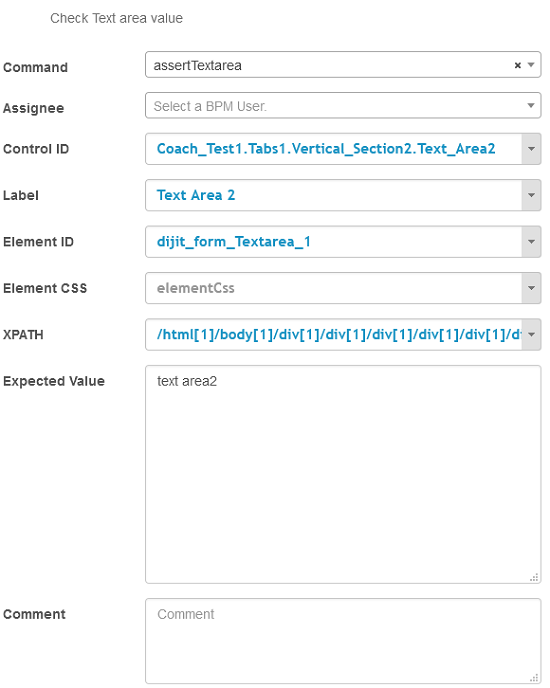 Check Text area value
Command assertTextarea ×
Assignee Select a BPM User.
Control ID Coach_Test1.Tabs1.Vertical_Section2.Text_Area2
Label Text Area 2
Element ID dijit_form_Textarea_1
Element CSS elementCss
XPATH /html[1]/body[1]/div[1]/div[1]/div[1]/div[1]/div[1]/d
Expected Value text area2
Comment Comment